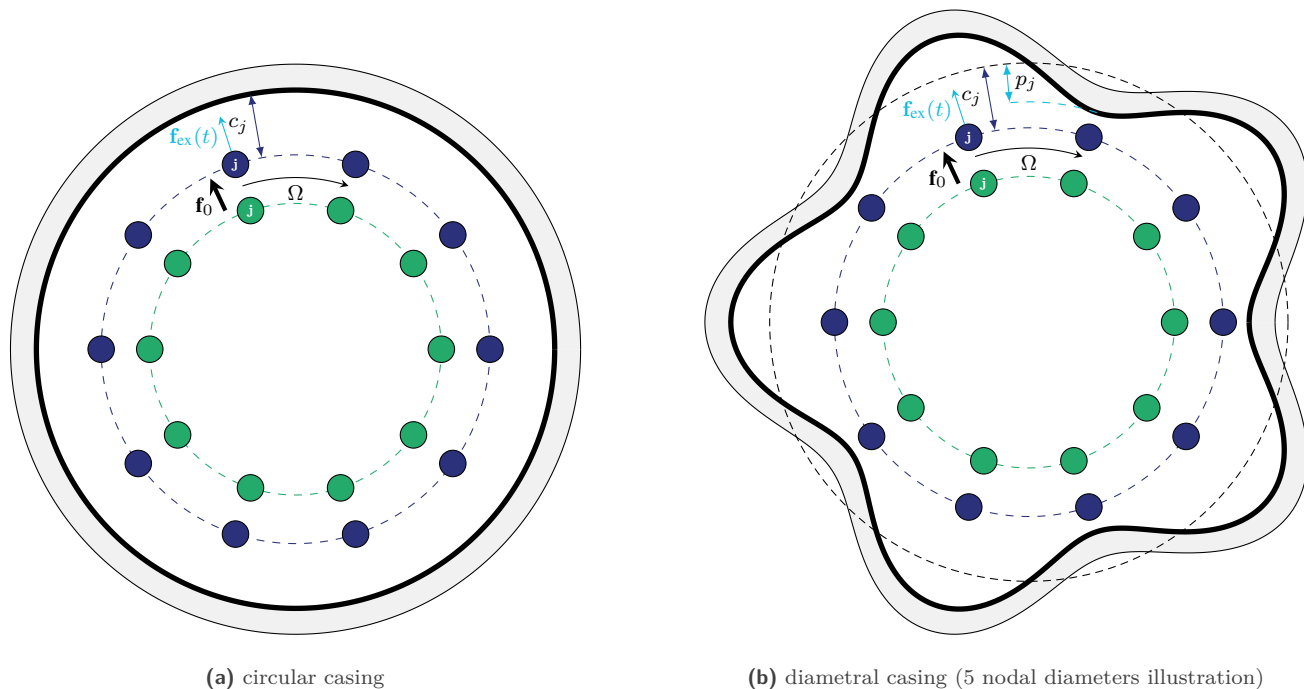 f_ex(t)
c_j
j
Ω
f_0
j
(a) circular casing
p_j
f_ex(t)
c_j
j
Ω
f_0
j
(b) diametral casing (5 nodal diameters illustration)